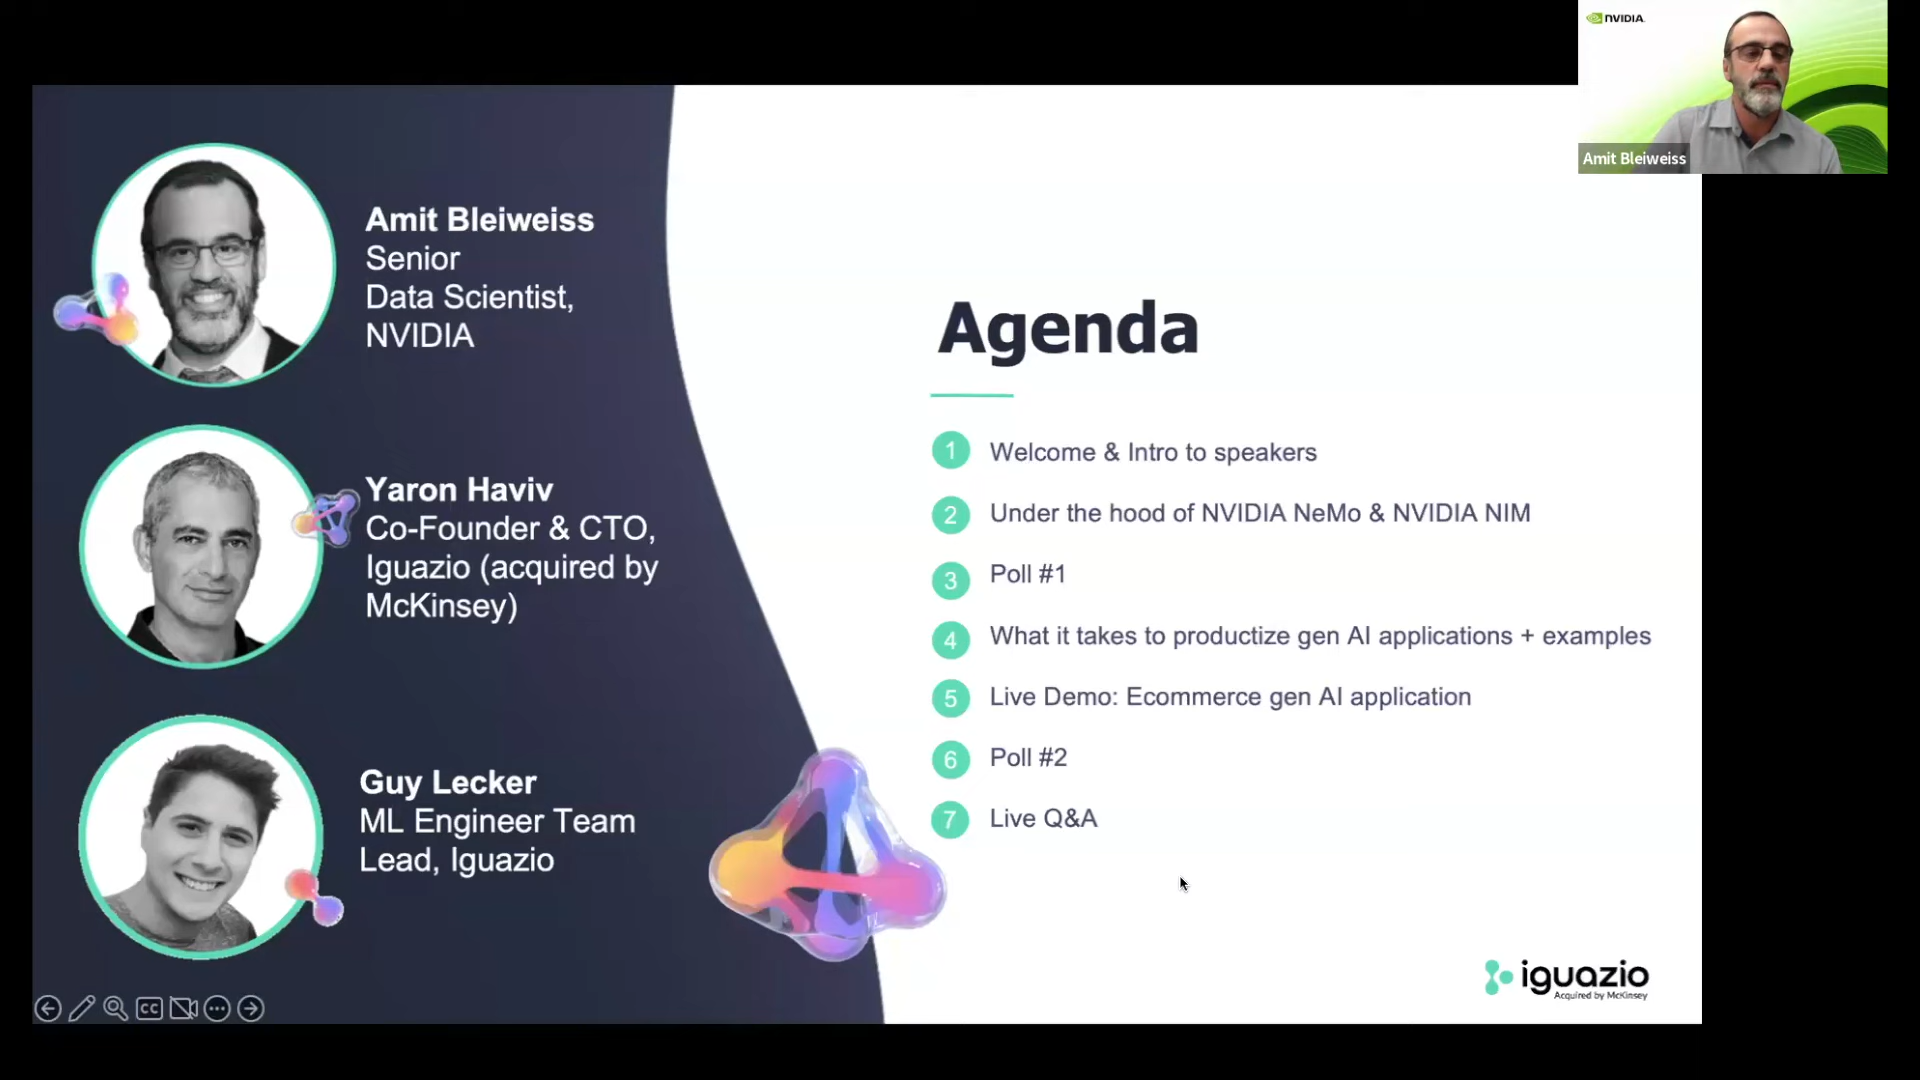 NVIDIA
Amit Bleiweiss
Amit Bleiweiss
Senior
Data Scientist,
NVIDIA
Yaron Haviv
Co-Founder & CTO,
Iguazio (acquired by
McKinsey)
Guy Lecker
ML Engineer Team
Lead, Iguazio
Agenda
1 Welcome & Intro to speakers
2 Under the hood of NVIDIA NeMo & NVIDIA NIM
3 Poll #1
4 What it takes to productize gen AI applications + examples
5 Live Demo: Ecommerce gen AI application
6 Poll #2
7 Live Q&A
iguazio
Acquired by McKinsey
CC